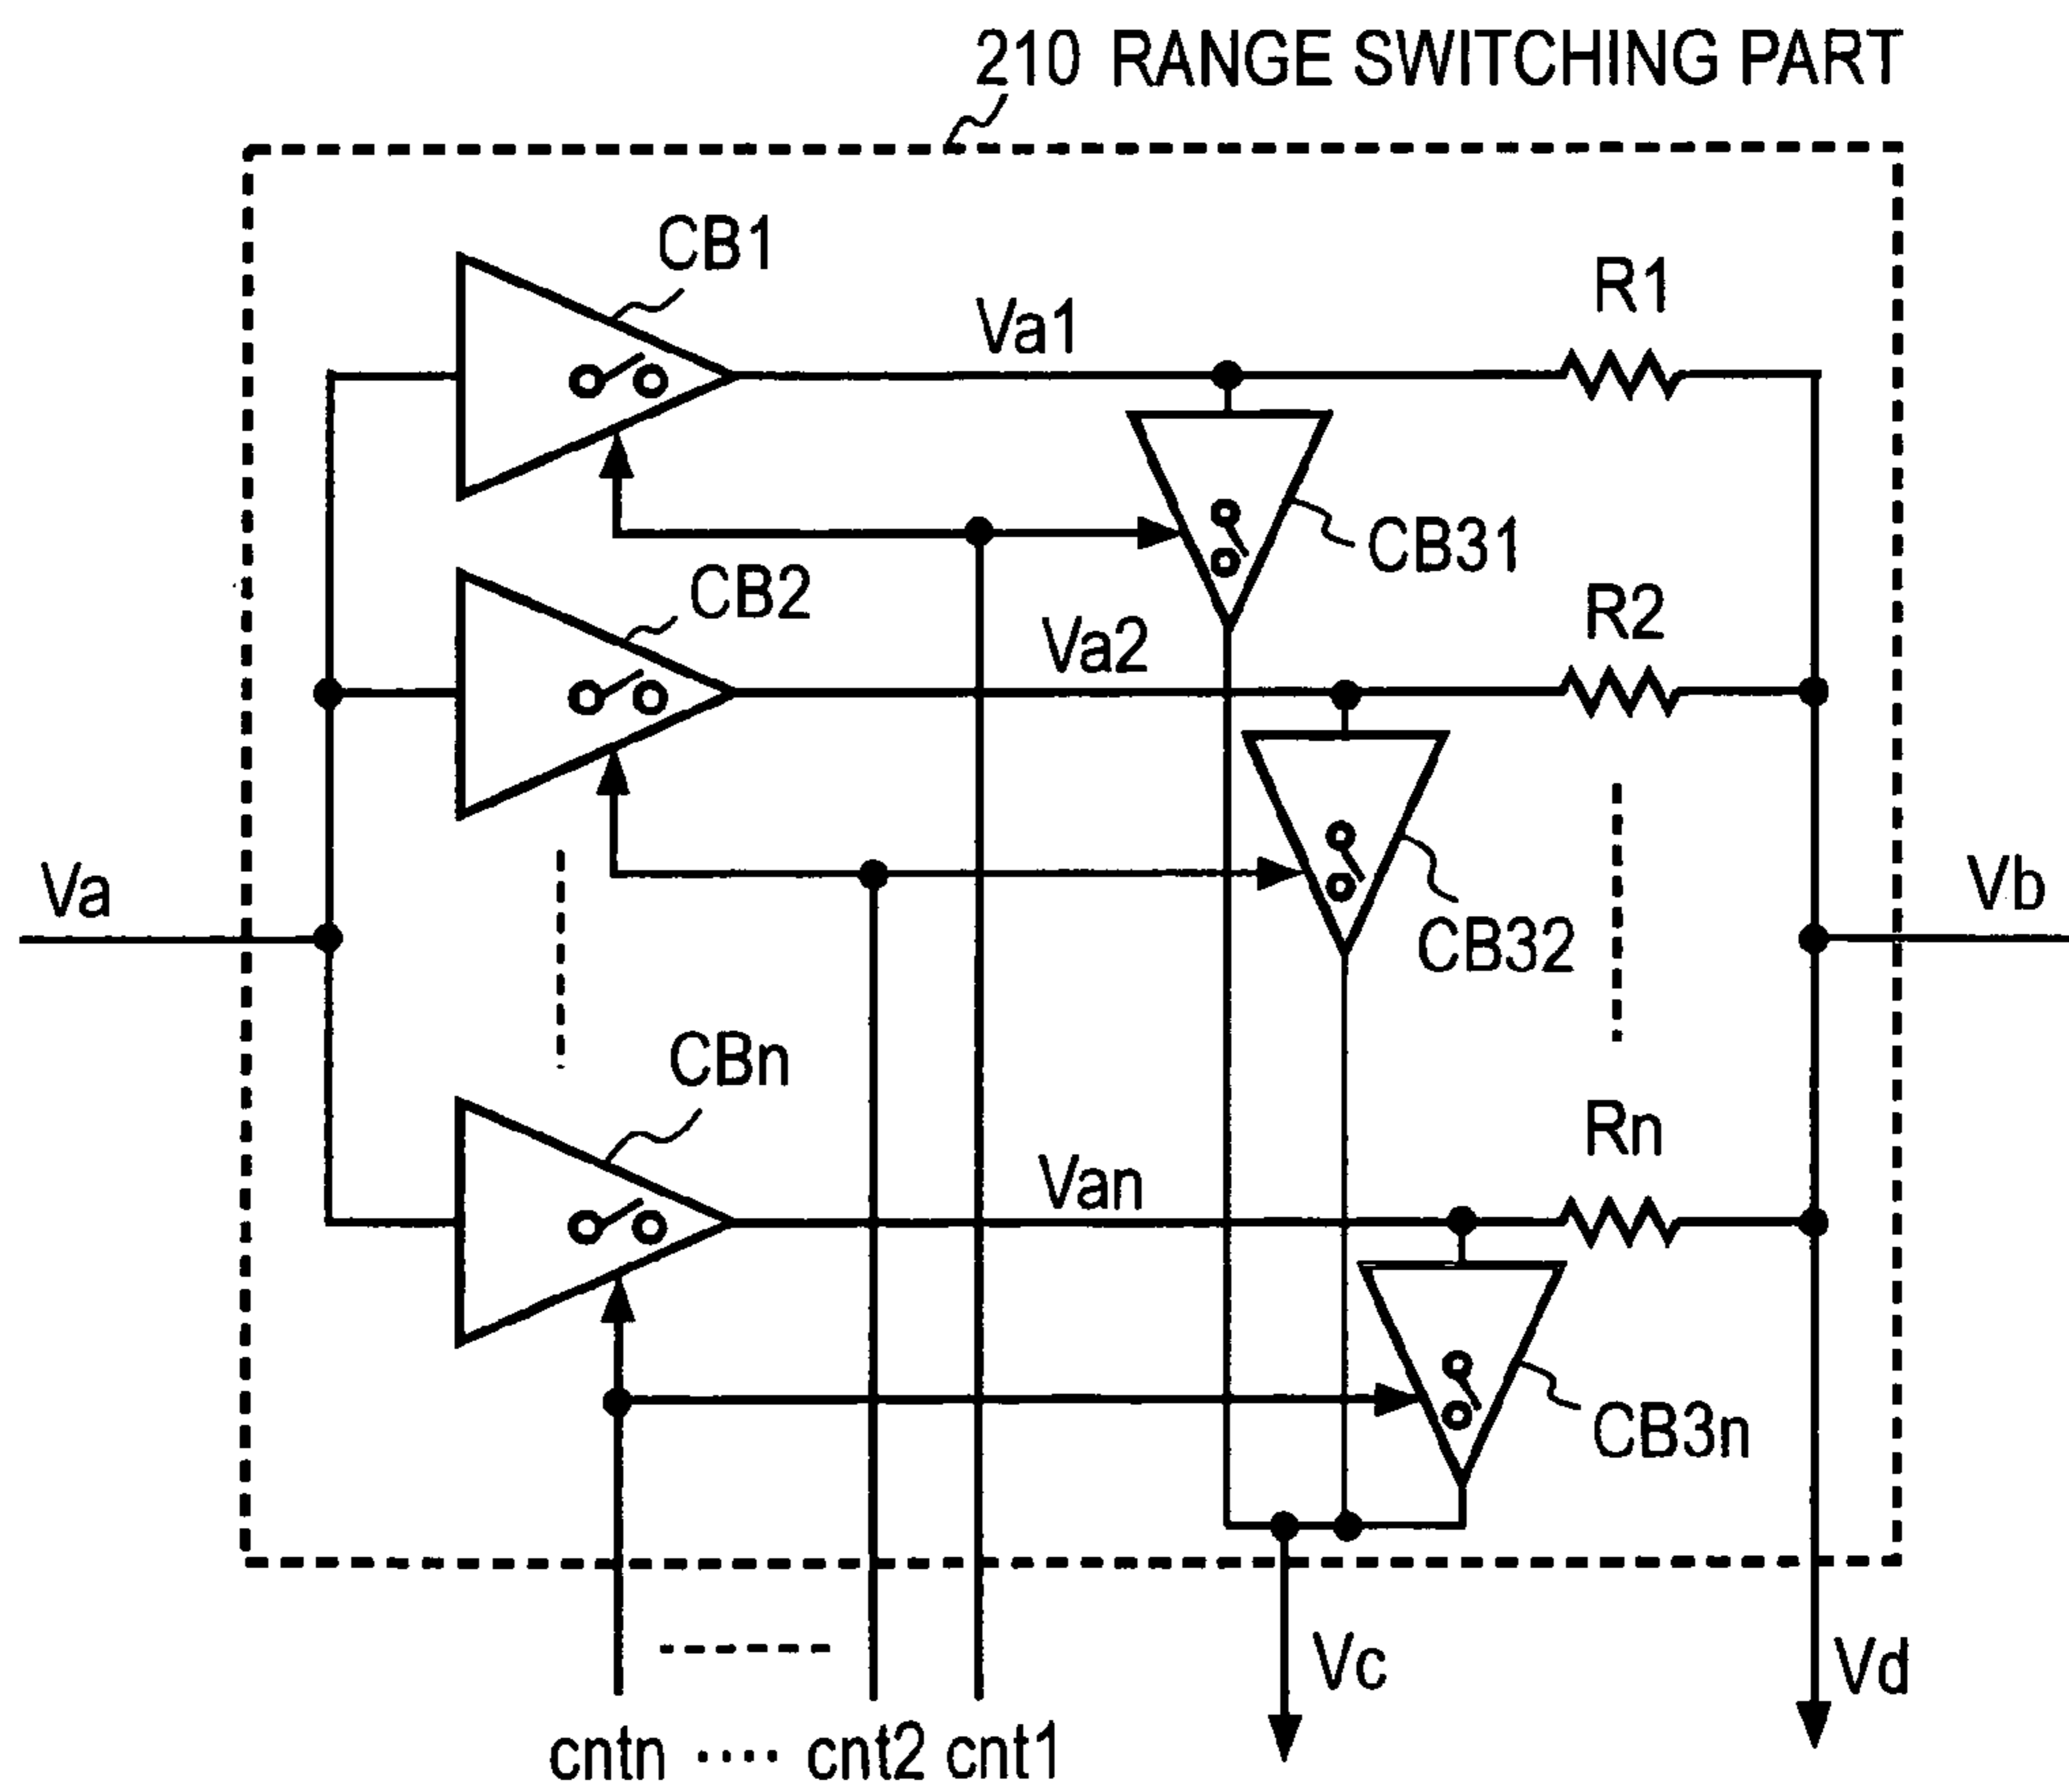 210 RANGE SWITCHING PART
CB1
Va1
R1
CB31
CB2
Va2
R2
Va
CB32
Vb
CBn
Van
Rn
CB3n
Vc
Vd
cntn ···· cnt2 cnt1